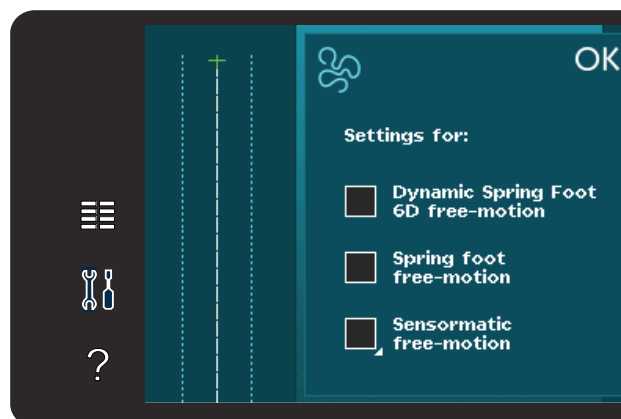 OK
Settings for:
Dynamic Spring Foot
6D free-motion
Spring foot
free-motion
Sensormatic
free-motion
?